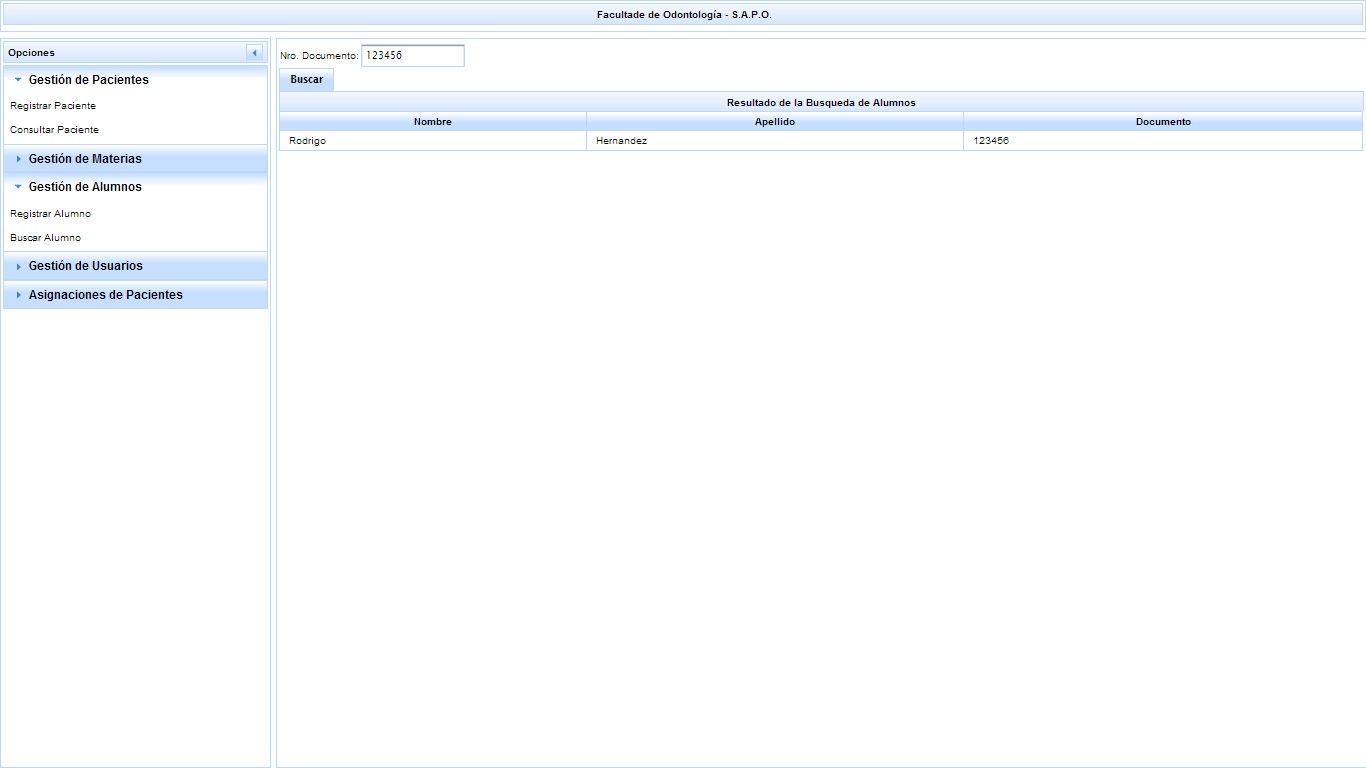 Facultade de Odontología - S.A.P.O.
Opciones
Gestión de Pacientes
Registrar Paciente
Consultar Paciente
Gestión de Materias
Gestión de Alumnos
Registrar Alumno
Buscar Alumno
Gestión de Usuarios
Asignaciones de Pacientes
Nro. Documento: 123456
Buscar
Resultado de la Busqueda de Alumnos
Nombre Apellido Documento
Rodrigo Hernandez 123456